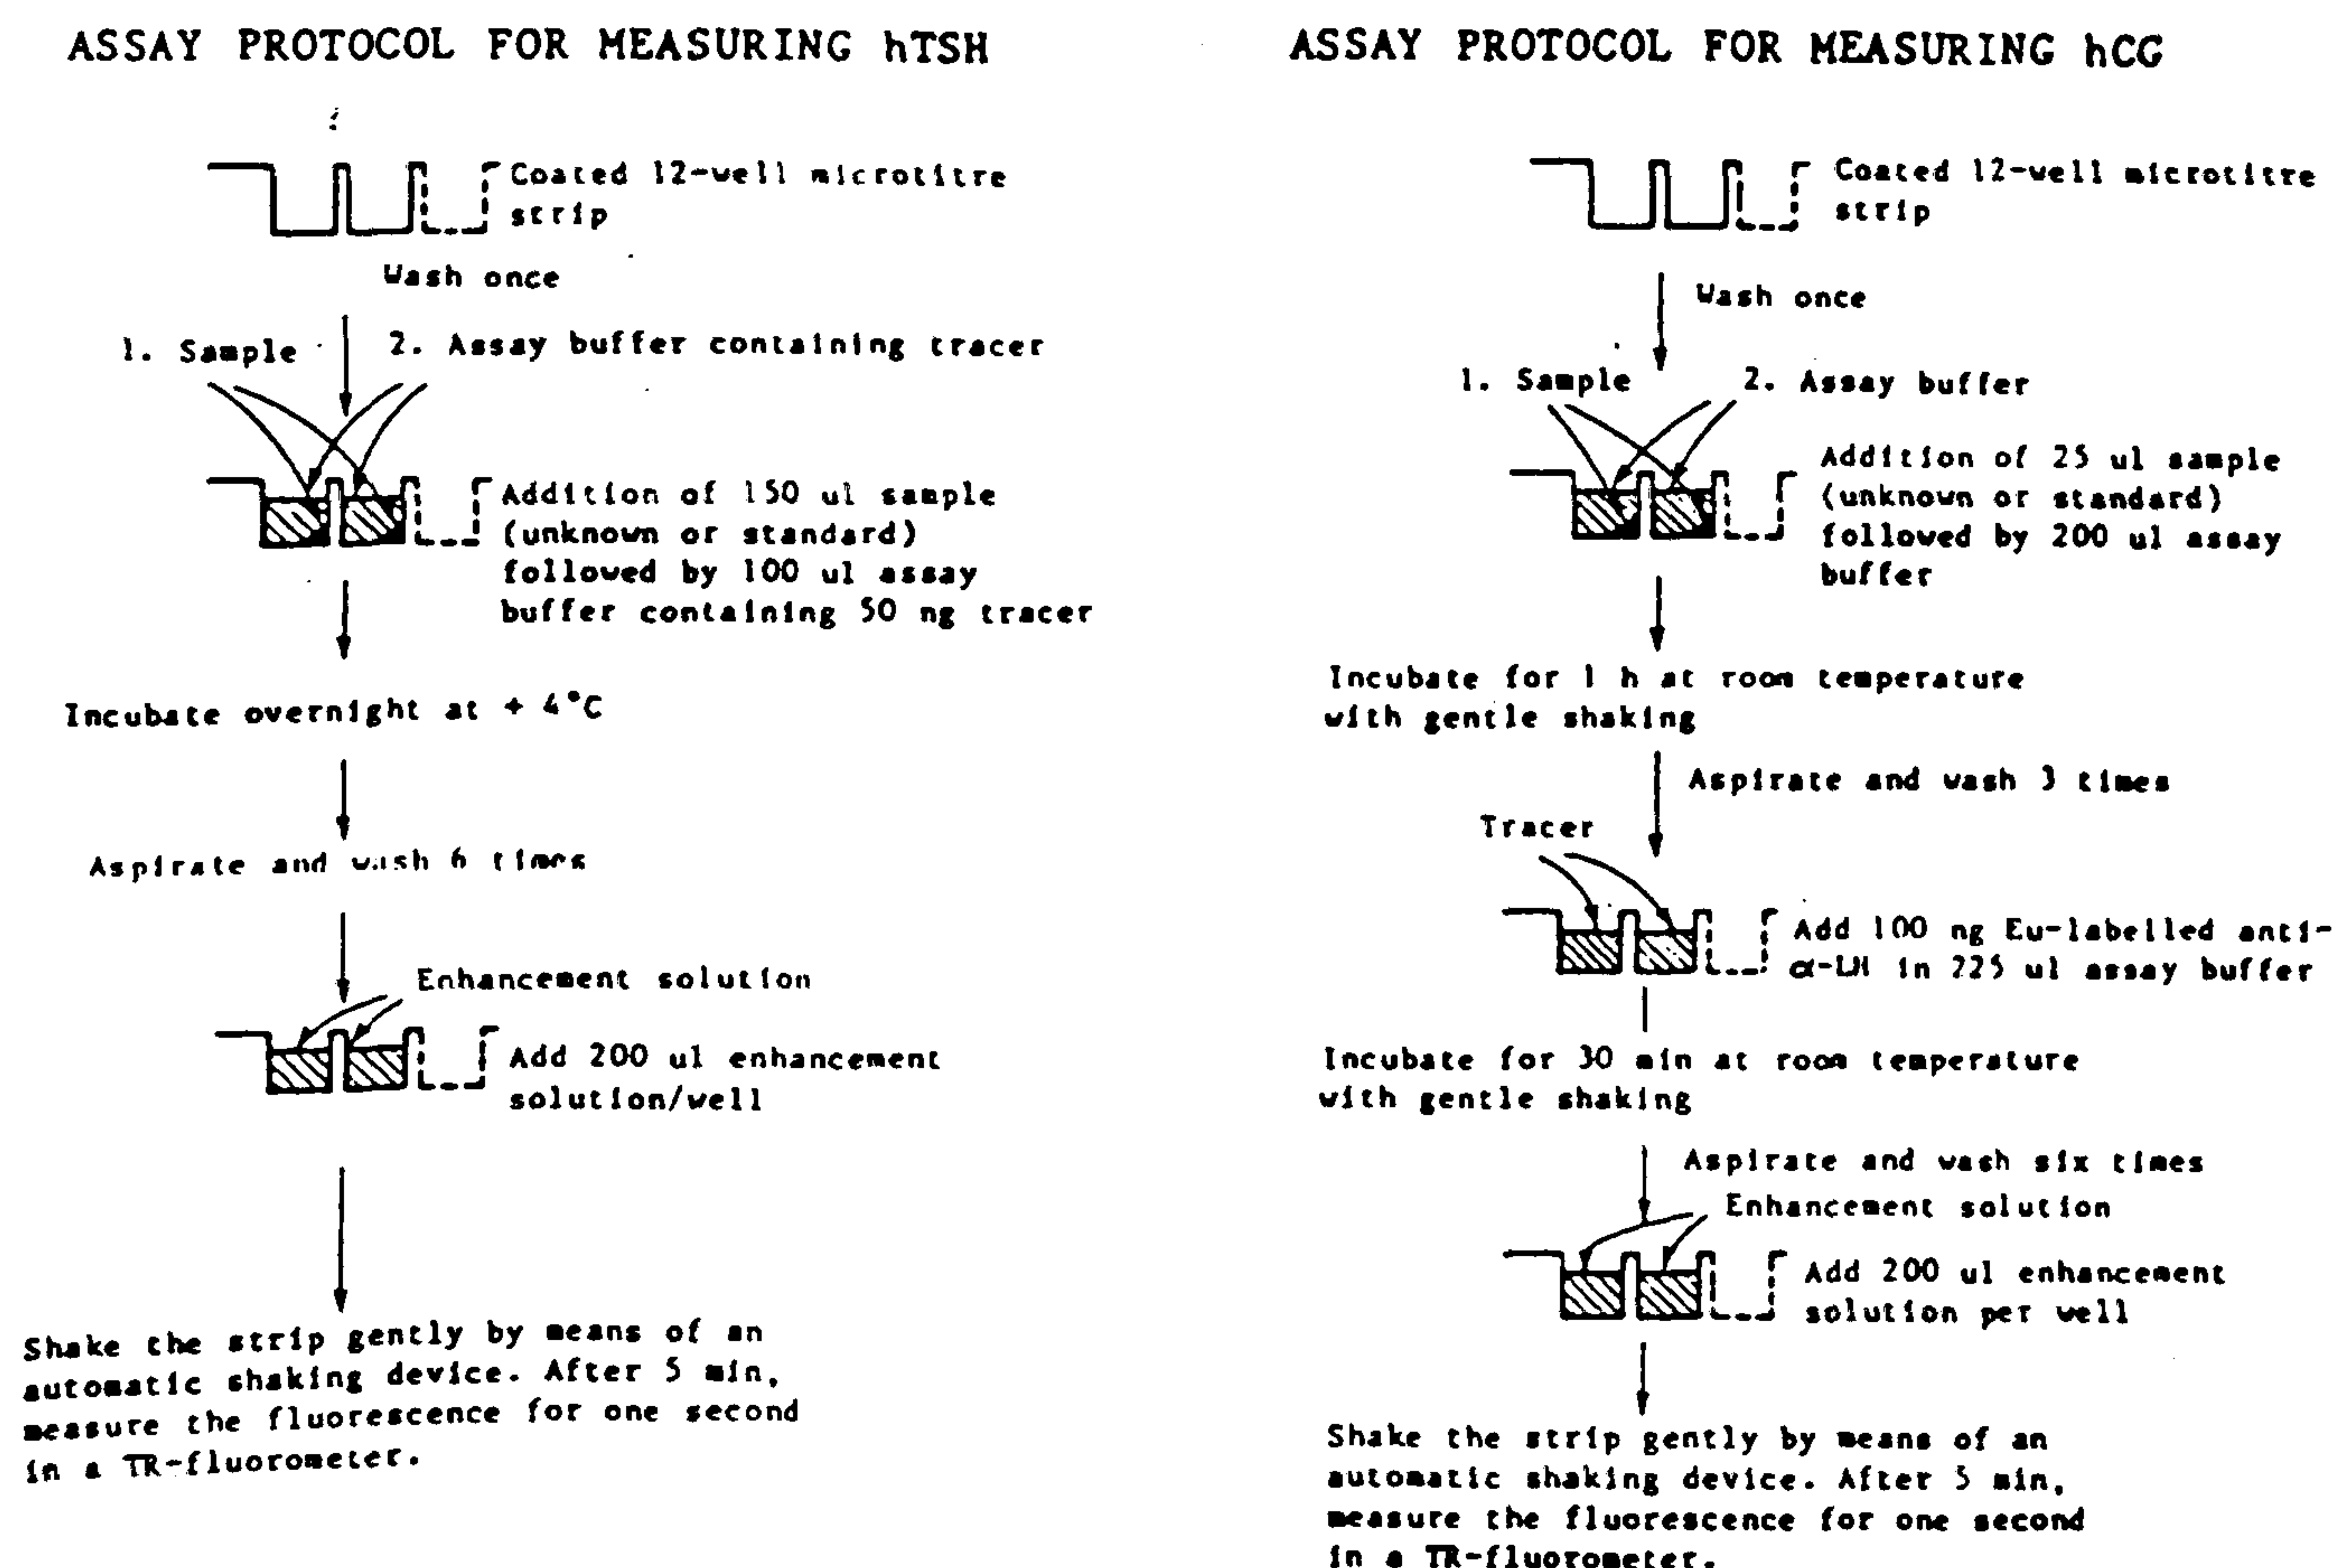 ASSAY PROTOCOL FOR MEASURING hTSH
Coated 12-well microtitre
strip
Wash once
1. Sample
2. Assay buffer containing tracer
Addition of 150 ul sample
(unknown or standard)
followed by 100 ul assay
buffer containing 50 ng tracer
Incubate overnight at + 4°C
Aspirate and wash 6 times
Enhancement solution
Add 200 ul enhancement
solution/well
Shake the strip gently by means of an
automatic shaking device. After 5 min,
measure the fluorescence for one second
in a TR-fluorometer.
ASSAY PROTOCOL FOR MEASURING hCG
Coated 12-well microtitre
strip
Wash once
1. Sample
2. Assay buffer
Addition of 25 ul sample
(unknown or standard)
followed by 200 ul assay
buffer
Incubate for 1 h at room temperature
with gentle shaking
Aspirate and wash 3 times
Tracer
Add 100 ng Eu-labelled anti-
α-LH in 225 ul assay buffer
Incubate for 30 min at room temperature
with gentle shaking
Aspirate and wash six times
Enhancement solution
Add 200 ul enhancement
solution per well
Shake the strip gently by means of an
automatic shaking device. After 5 min,
measure the fluorescence for one second
in a TR-fluorometer.